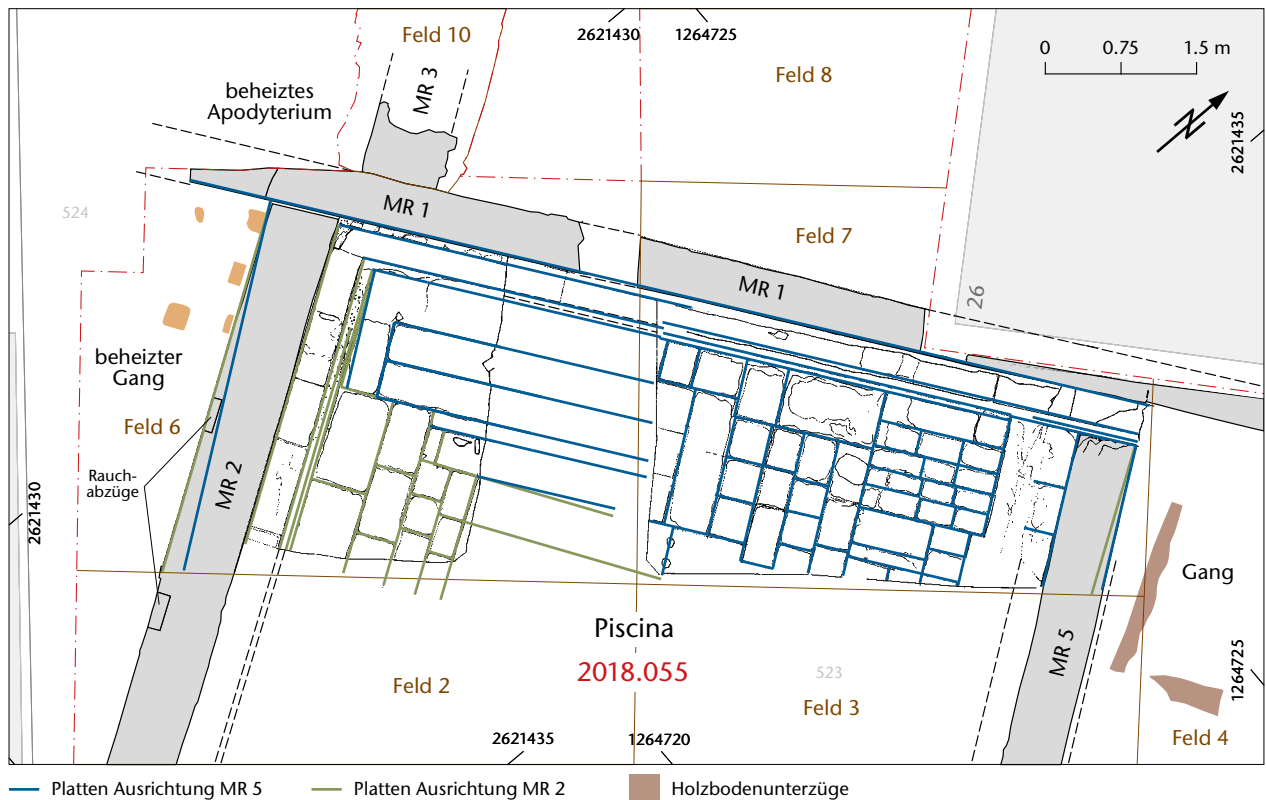 Feld 10
2621430
1264725
0
0.75
1.5 m
Feld 8
beheiztes
Apodyterium
MR 3
2621435
N
524
MR 1
Feld 7
MR 1
26
beheizter
Gang
Feld 6
Rauch-
abzüge
MR 2
2621430
Gang
Piscina
2018.055
523
MR 5
Feld 2
Feld 3
Feld 4
1264725
2621435
1264720
Platten Ausrichtung MR 5
Platten Ausrichtung MR 2
Holzbodenunterzüge